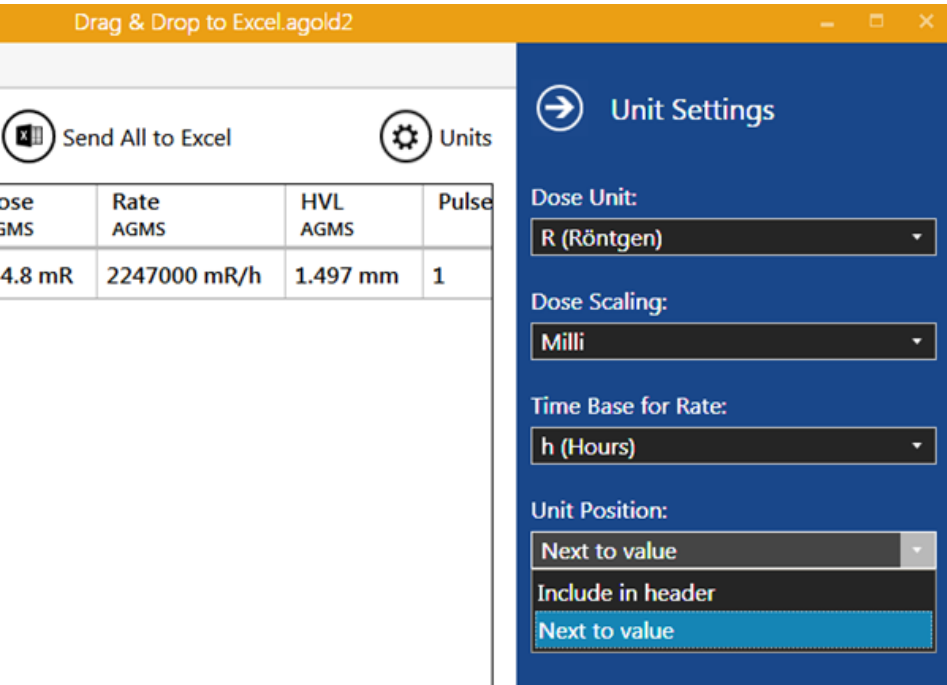 Drag & Drop to Excel.agold2
Send All to Excel
Units
ose Rate HVL Pulse
GMS AGMS AGMS
4.8 mR 2247000 mR/h 1.497 mm 1
Unit Settings
Dose Unit:
R (Röntgen)
Dose Scaling:
Milli
Time Base for Rate:
h (Hours)
Unit Position:
Next to value
Include in header
Next to value